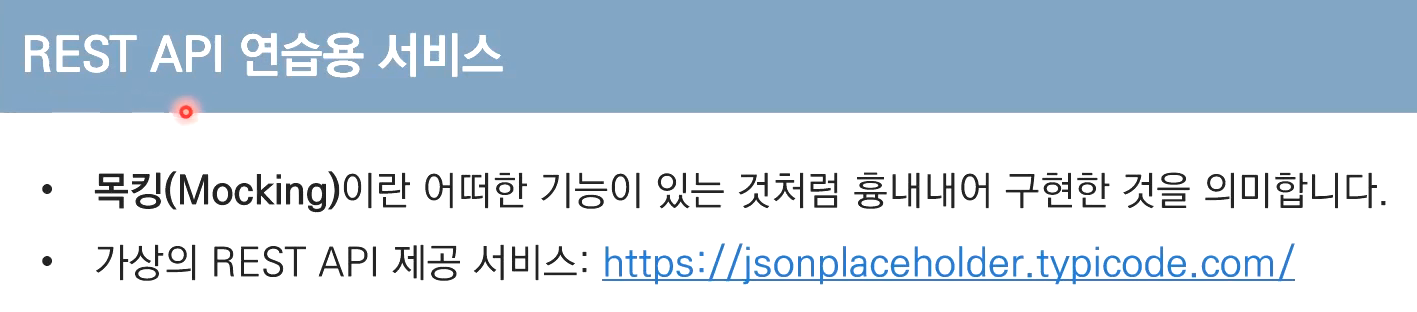 REST API 연습용 서비스
• 목킹(Mocking)이란 어떠한 기능이 있는 것처럼 흉내내어 구현한 것을 의미합니다.
• 가상의 REST API 제공 서비스: https://jsonplaceholder.typicode.com/